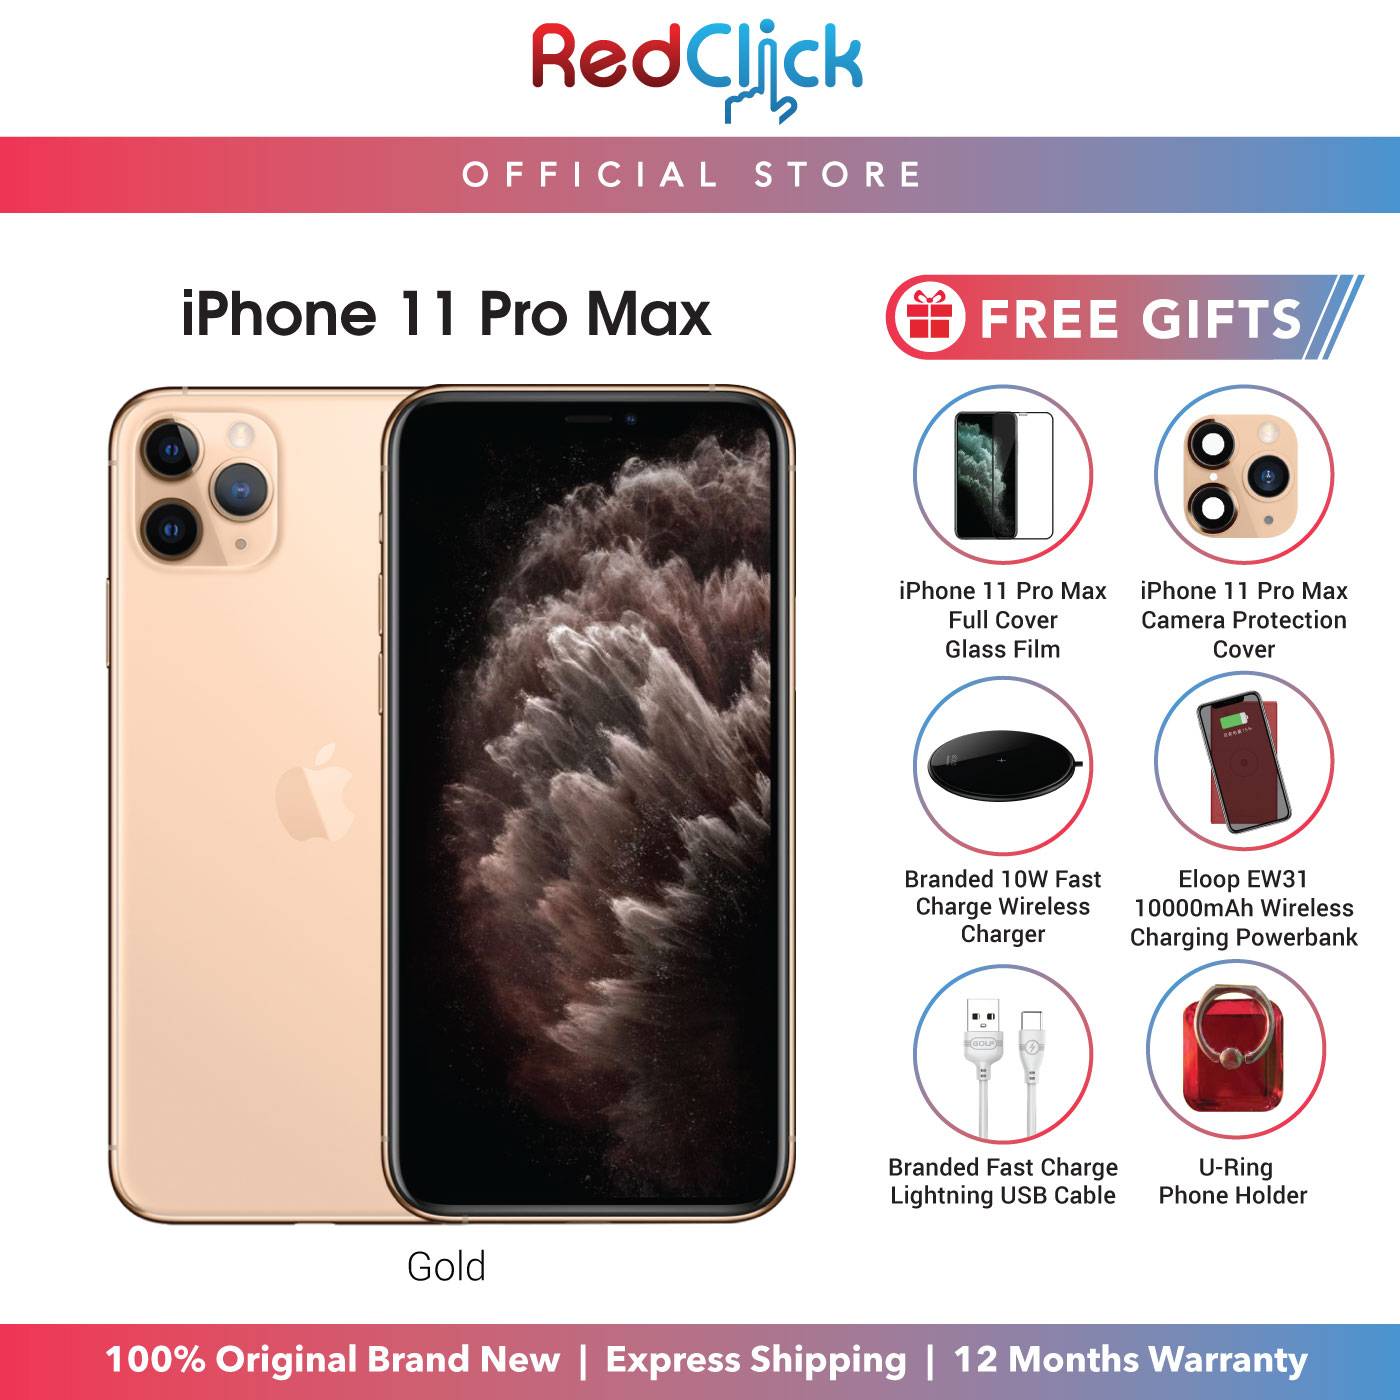 RedClick
OFFICIAL STORE
iPhone 11 Pro Max
FREE GIFTS
iPhone 11 Pro Max
Full Cover
Glass Film
iPhone 11 Pro Max
Camera Protection
Cover
Branded 10W Fast
Charge Wireless
Charger
Eloop EW31
10000mAh Wireless
Charging Powerbank
GOLF
Branded Fast Charge
Lightning USB Cable
U-Ring
Phone Holder
Gold
100% Original Brand New | Express Shipping | 12 Months Warranty